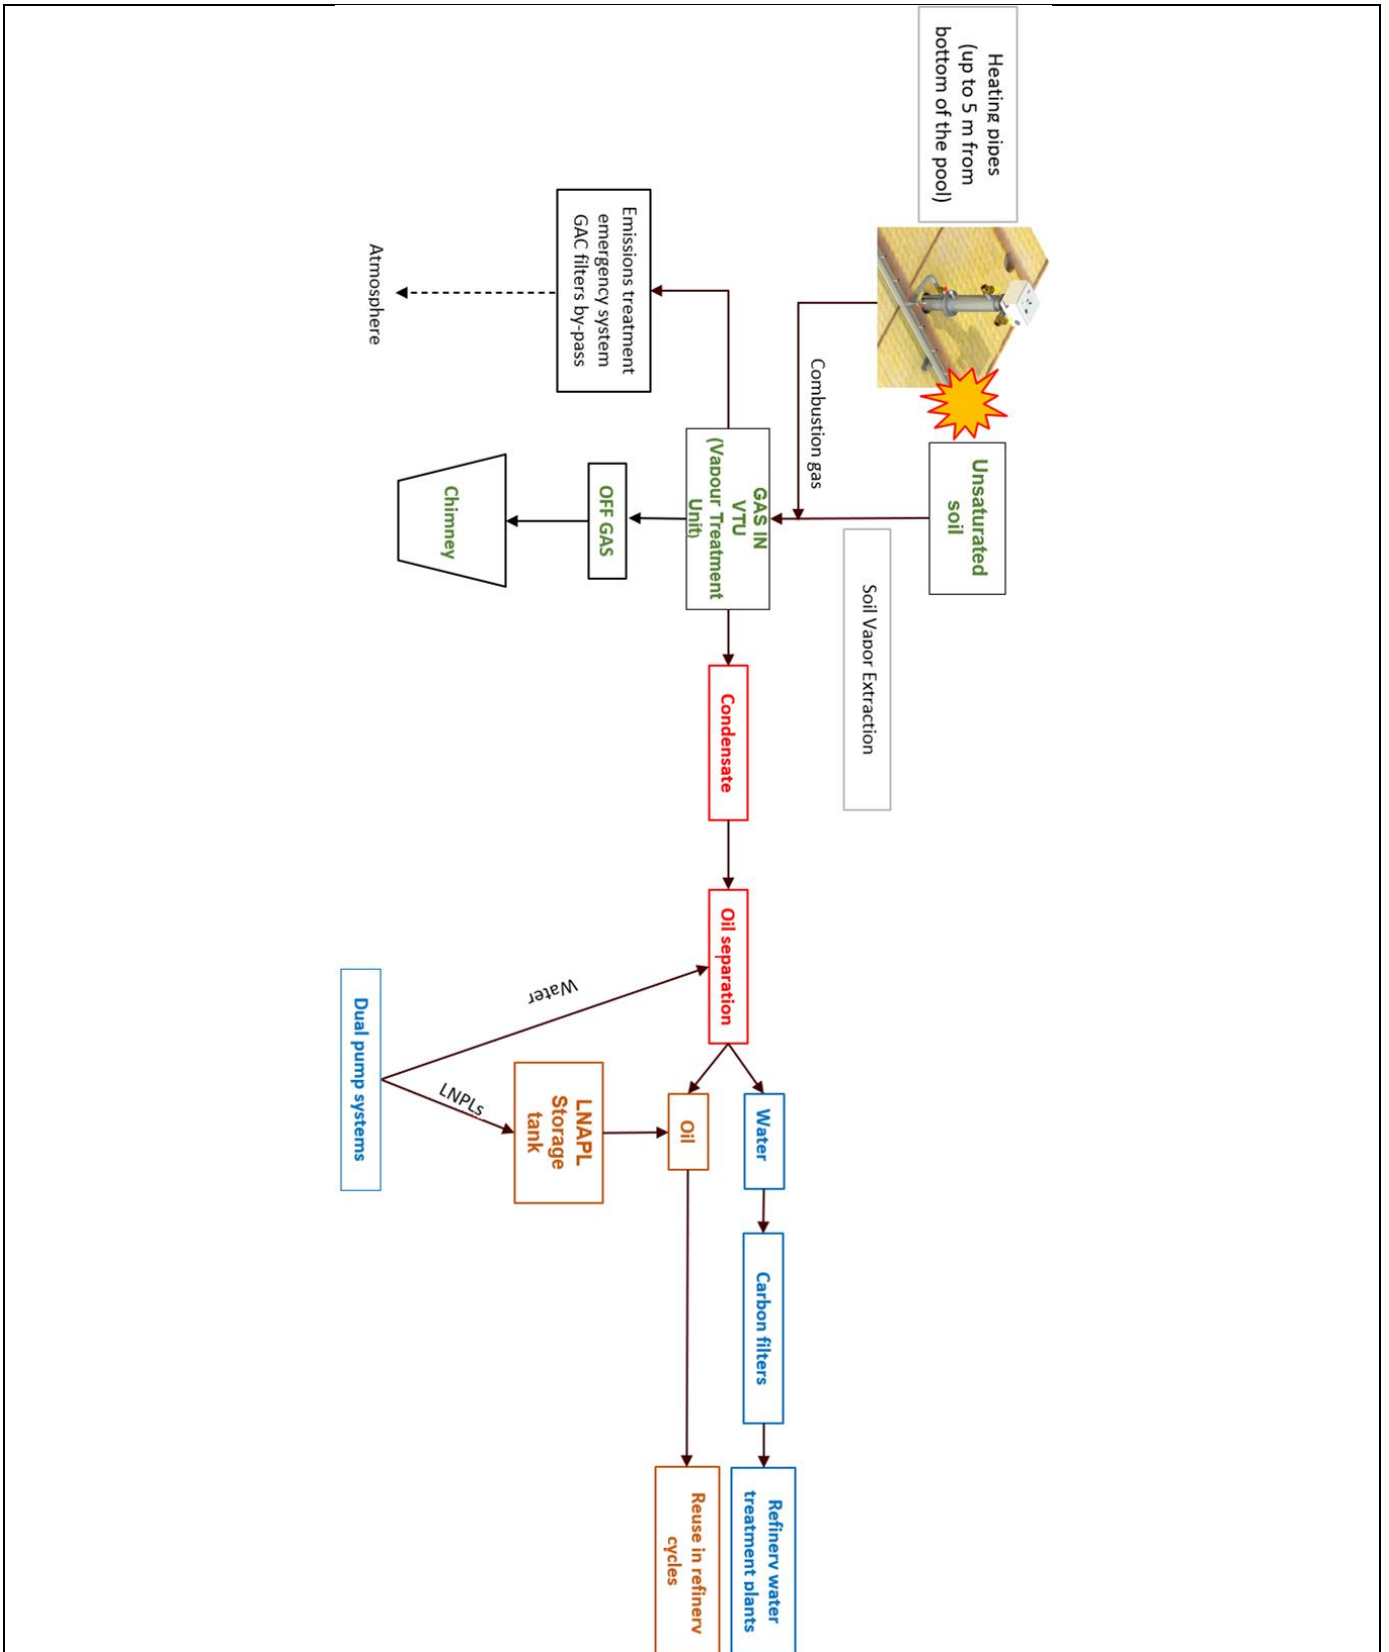 Heating pipes
(up to 5 m from
bottom of the pool)
Unsaturated
soil
Combustion gas
Soil Vapor Extraction
Emissions treatment
emergency system
GAC filters by-pass
Atmosphere
GAS IN
VTU
(Vapour Treatment
Unit)
OFF GAS
Chimney
Condensate
Oil separation
Water
Carbon filters
Refinery water
treatment plants
Oil
Reuse in refinery
cycles
Water
LNPLs
LNAPL
Storage
tank
Dual pump systems